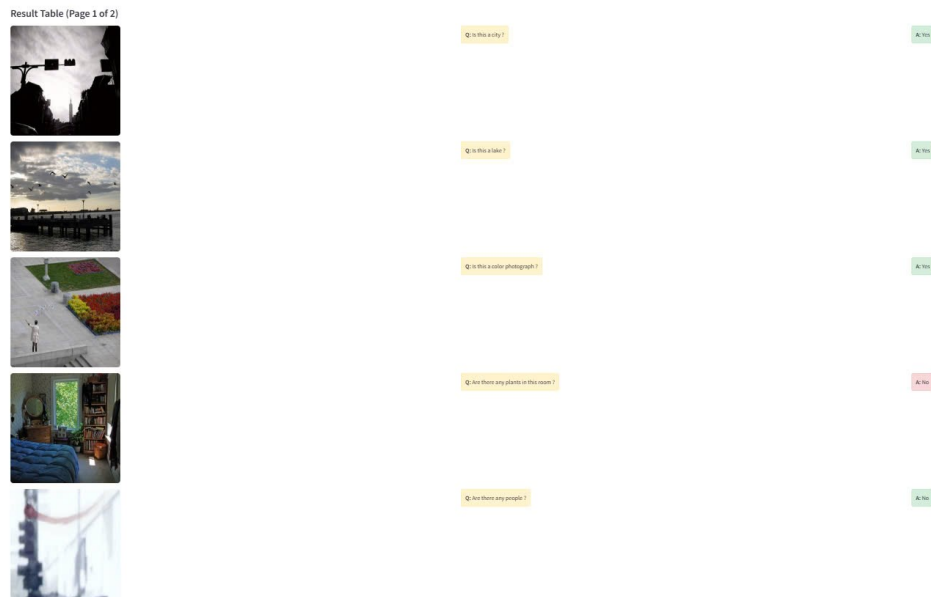 Result Table (Page 1 of 2)
Q: Is this a city ?
A: Yes
Q: Is this a lake ?
A: Yes
Q: Is this a color photograph ?
A: Yes
Q: Are there any plants in this room ?
A: No
Q: Are there any people ?
A: No